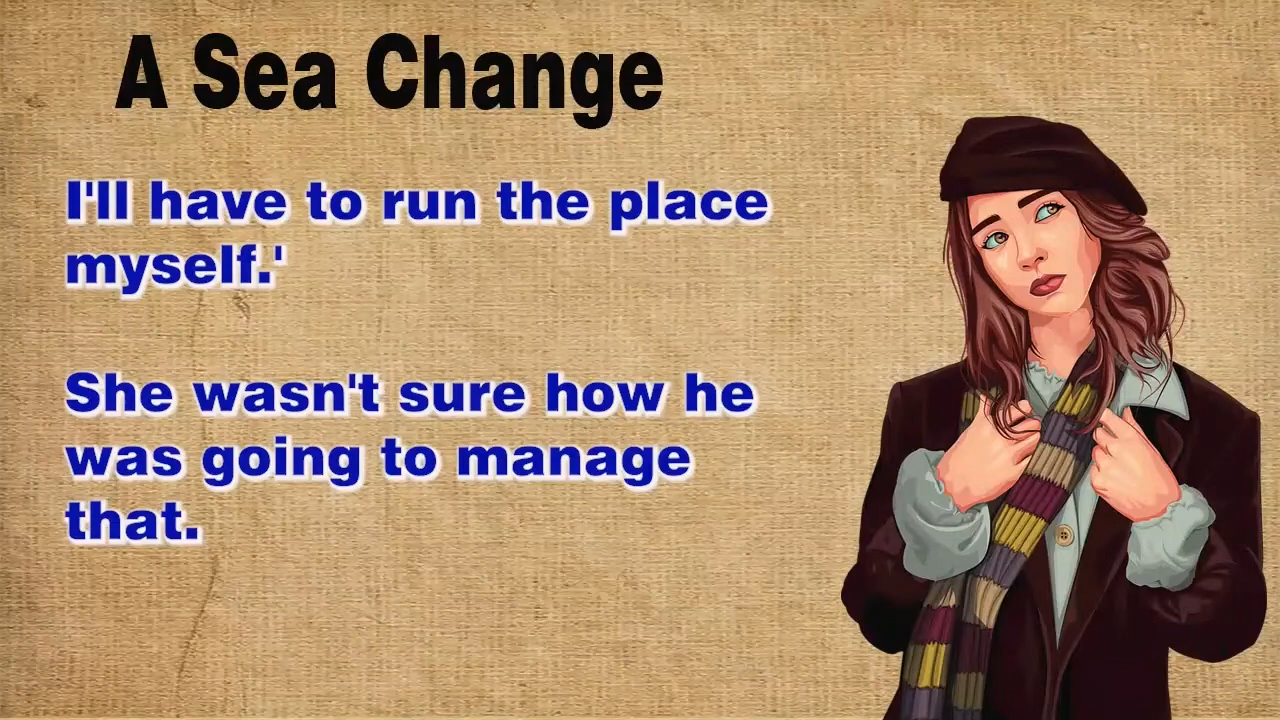 A Sea Change
I'll have to run the place
myself.'
She wasn't sure how he
was going to manage
that.